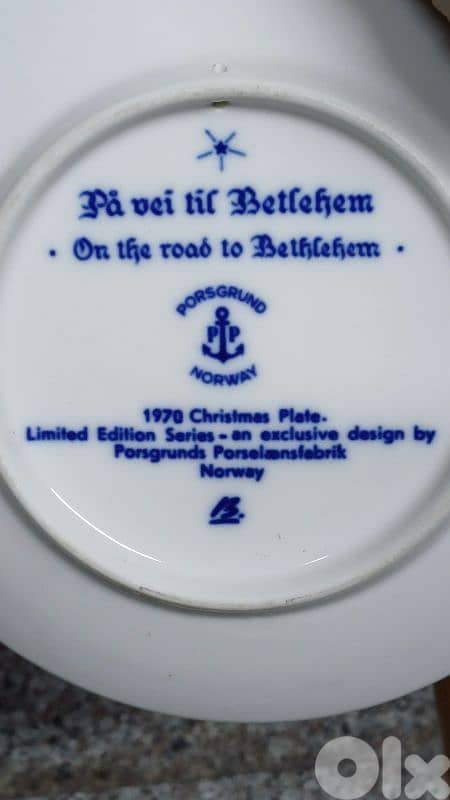 På vei til Betlehem
· On the road to Bethlehem ·
PORSGRUND
P P
NORWAY
1970 Christmas Plate.
Limited Edition Series - an exclusive design by
Porsgrunds Porselænsfabrik
Norway
B.
OLX